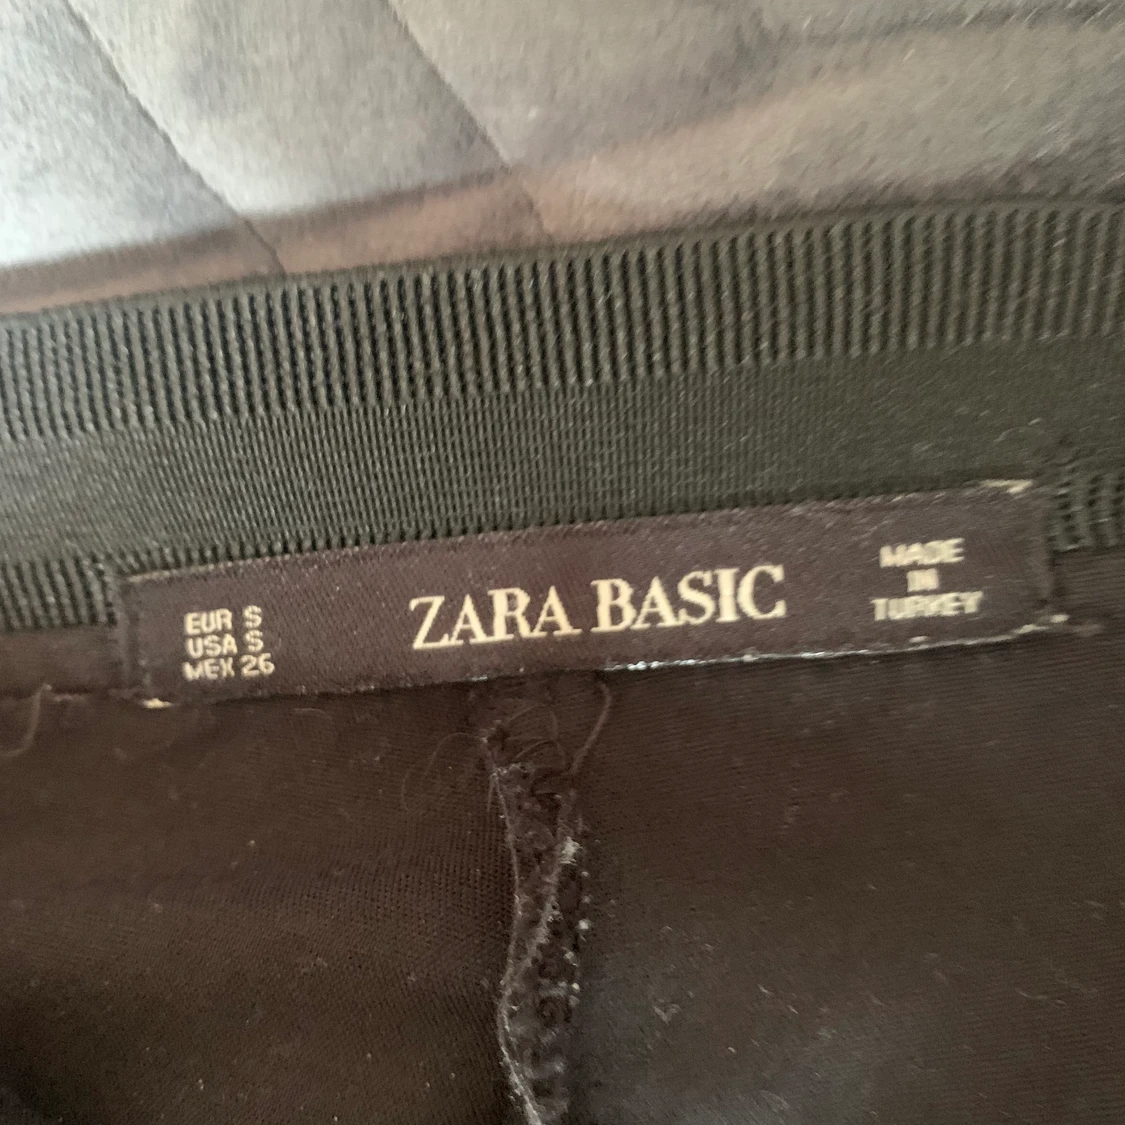 EUR S
USA S
MEX 26
ZARA BASIC
MADE
IN
TURKEY